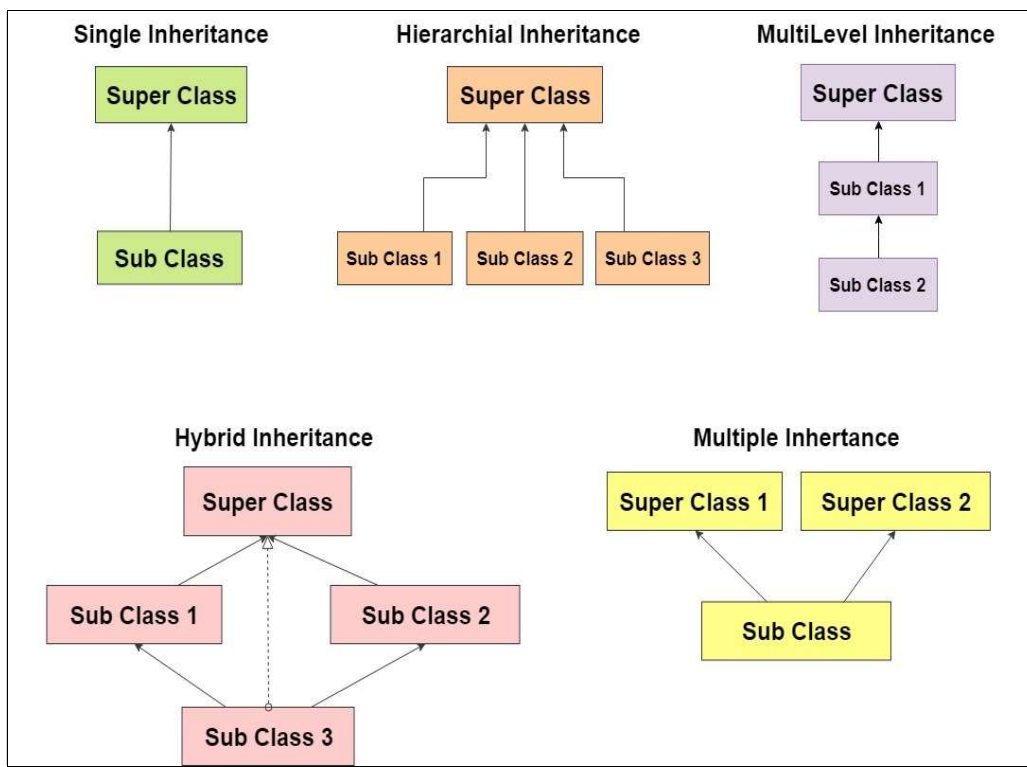 Single Inheritance
Super Class
Sub Class
Hierarchial Inheritance
Super Class
Sub Class 1
Sub Class 2
Sub Class 3
MultiLevel Inheritance
Super Class
Sub Class 1
Sub Class 2
Hybrid Inheritance
Super Class
Sub Class 1
Sub Class 2
Sub Class 3
Multiple Inhertance
Super Class 1
Super Class 2
Sub Class